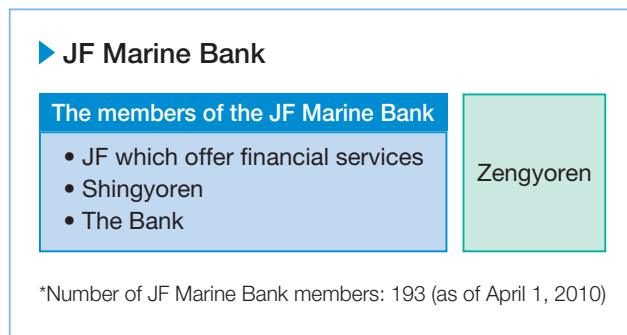 JF Marine Bank
The members of the JF Marine Bank
• JF which offer financial services
• Shingyoren
• The Bank
Zengyoren
*Number of JF Marine Bank members: 193 (as of April 1, 2010)